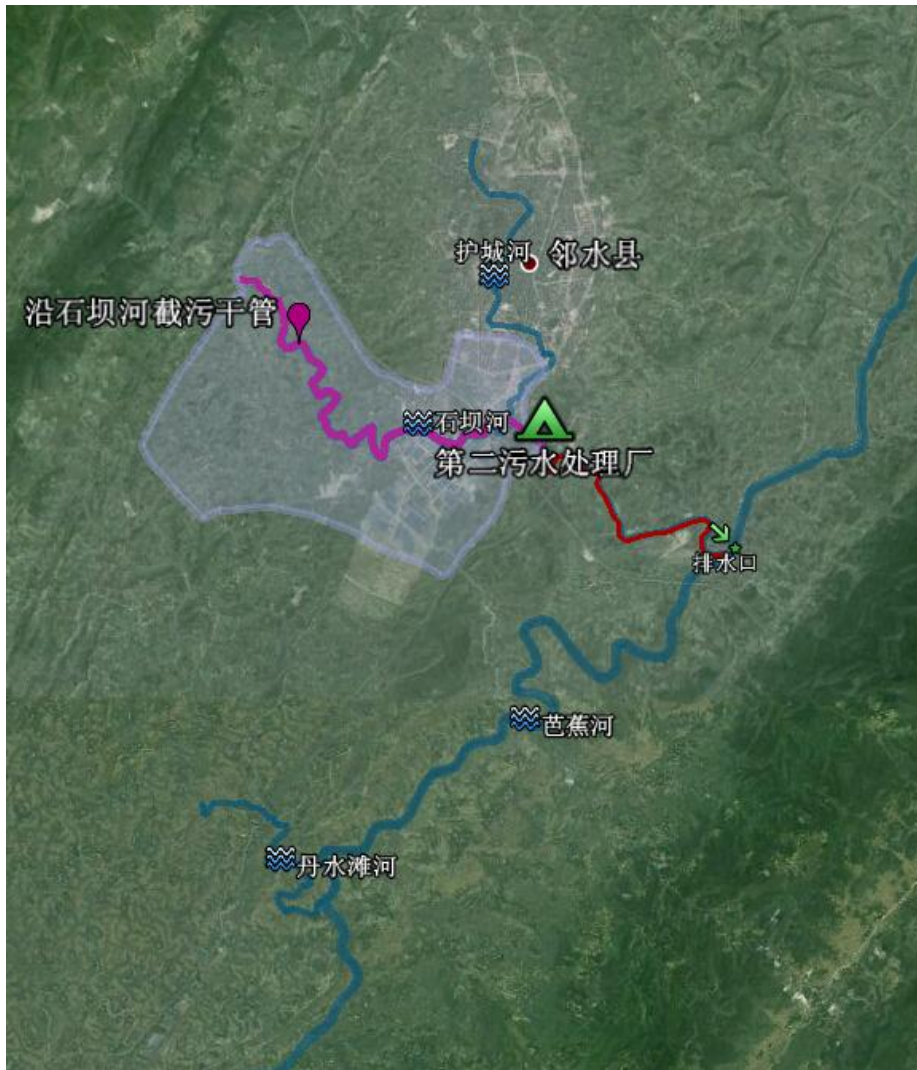 护城河
邻水县
沿石坝河截污干管
石坝河
第二污水处理厂
排水口
芭蕉河
丹水滩河